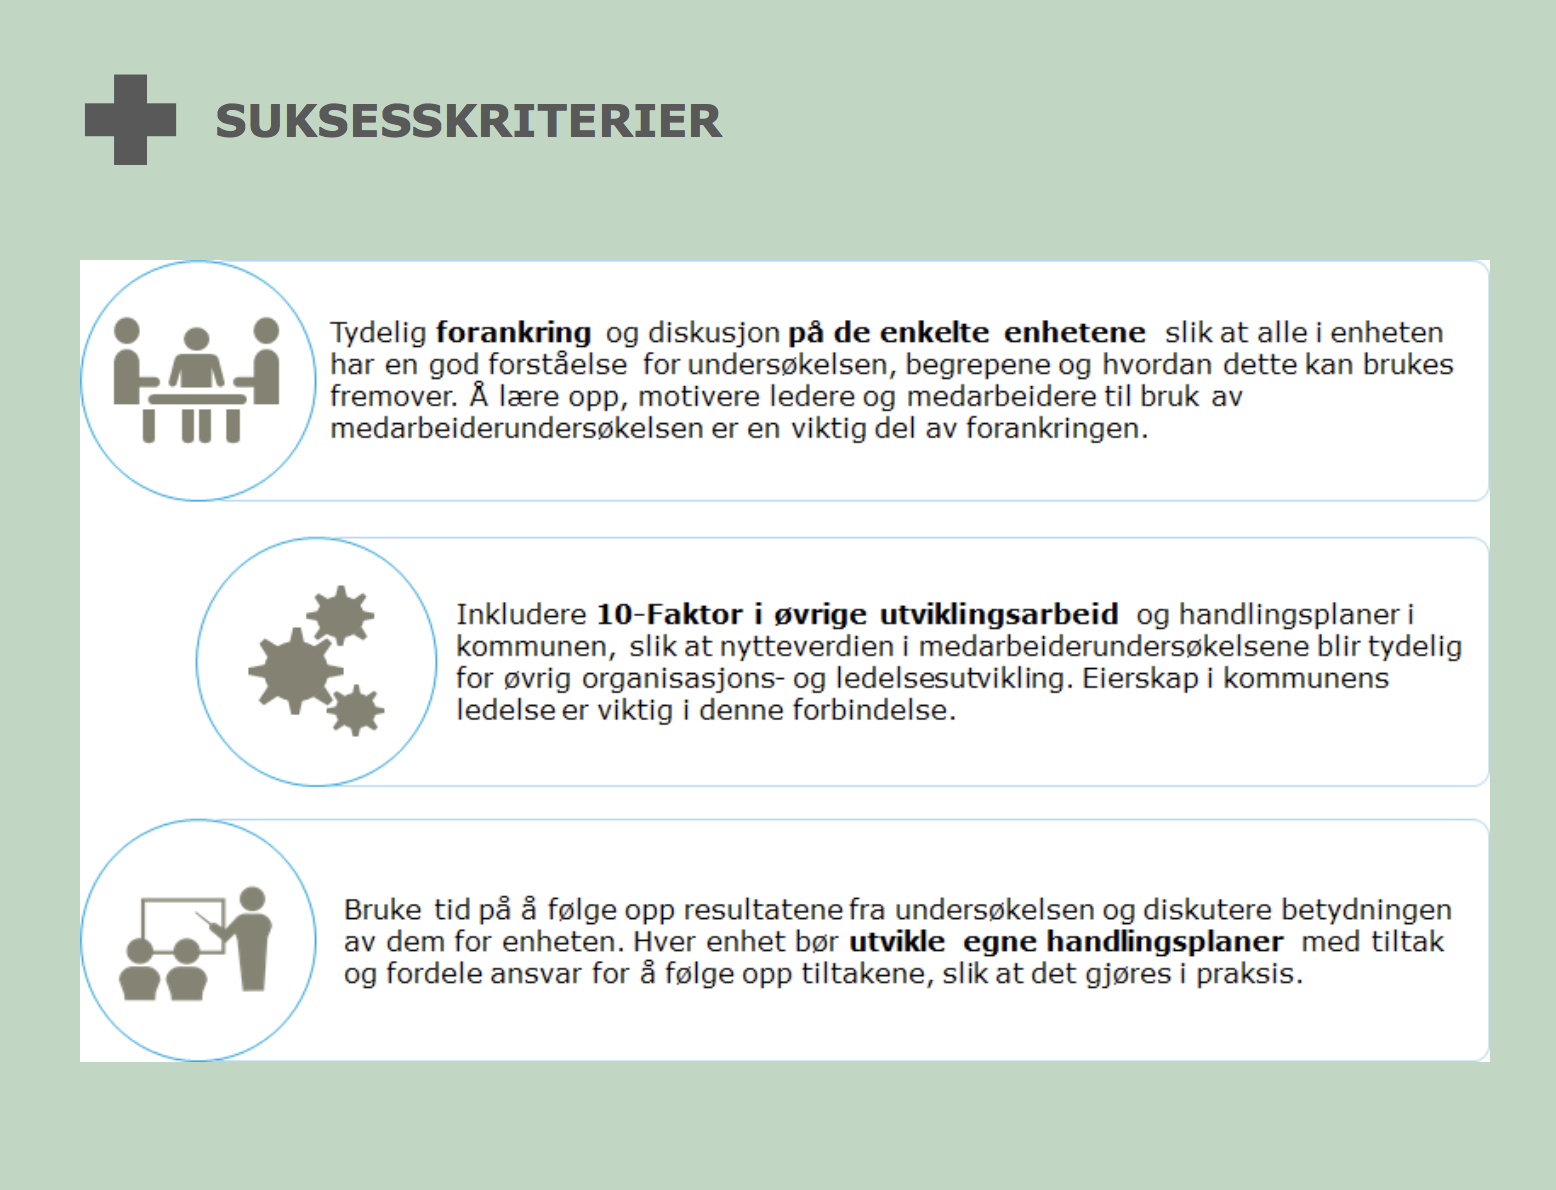 SUKSESSKRITERIER
Tydelig forankring og diskusjon på de enkelte enhetene slik at alle i enheten
har en god forståelse for undersøkelsen, begrepene og hvordan dette kan brukes
fremover. Å lære opp, motivere ledere og medarbeidere til bruk av
medarbeiderundersøkelsen er en viktig del av forankringen.
Inkludere 10-Faktor i øvrige utviklingsarbeid og handlingsplaner i
kommunen, slik at nytteverdien i medarbeiderundersøkelsene blir tydelig
for øvrig organisasjons- og ledelsesutvikling. Eierskap i kommunens
ledelse er viktig i denne forbindelse.
Bruke tid på å følge opp resultatene fra undersøkelsen og diskutere betydningen
av dem for enheten. Hver enhet bør utvikle egne handlingsplaner med tiltak
og fordele ansvar for å følge opp tiltakene, slik at det gjøres i praksis.